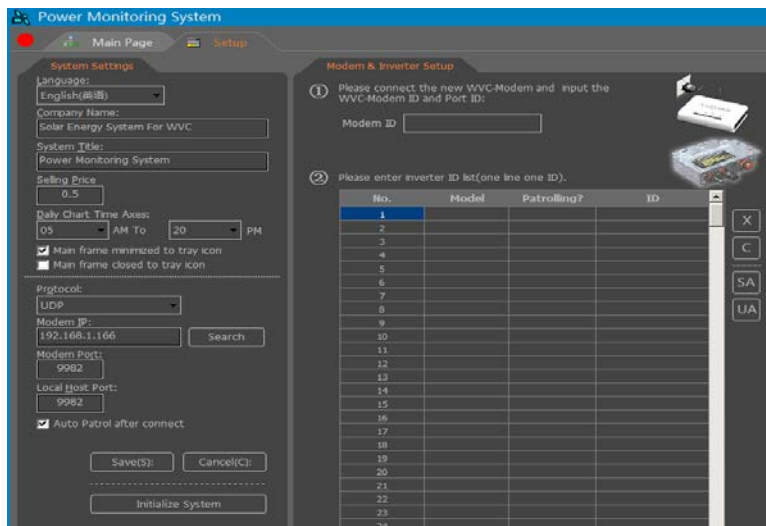 Power Monitoring System
Main Page
Setup
System Settings
Language:
English(英语)
Company Name:
Solar Energy System For WVC
System Title:
Power Monitoring System
Selling Price
0.5
Daily Chart Time Axes:
05 AM To 20 PM
Main frame minimized to tray icon
Main frame closed to tray icon
Protocol:
UDP
Modem IP:
192.168.1.166 Search
Modem Port:
9982
Local Host Port:
9982
Auto Patrol after connect
Save(S): Cancel(C):
Initialize System
Modem & Inverter Setup
1 Please connect the new WVC-Modem and input the
WVC-Modem ID and Port ID:
Modem ID
2 Please enter inverter ID list(one line one ID).
No. Model Patrolling? ID
1
2
3
4
5
6
7
8
9
10
11
12
13
14
15
16
17
18
19
20
21
22
23
24
X
C
SA
UA